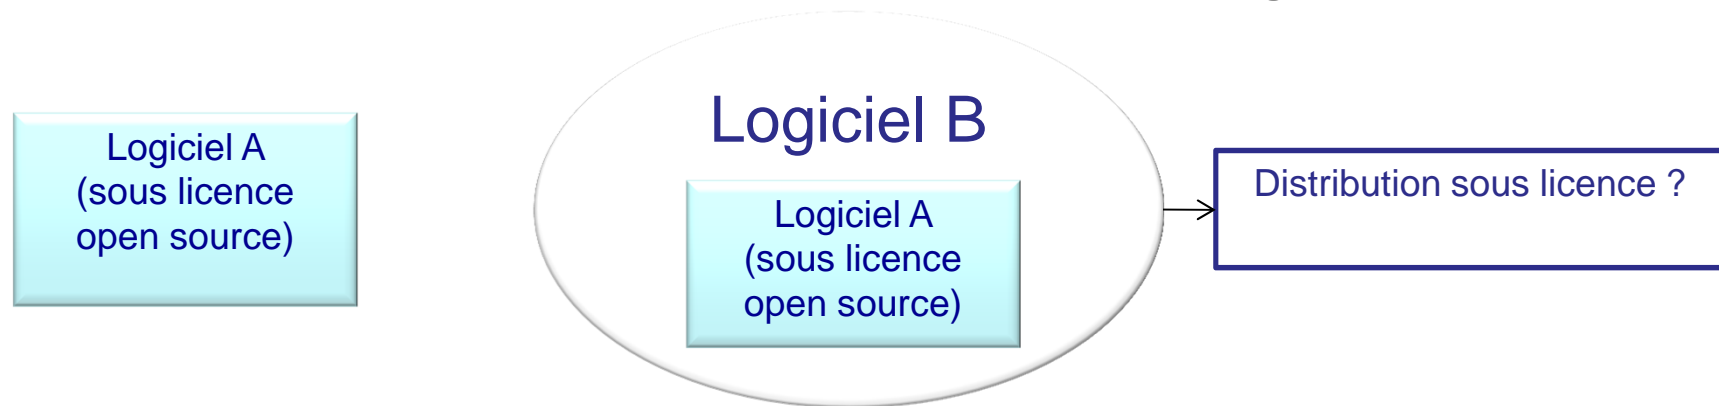 Logiciel A
(sous licence
open source)
Logiciel B
Logiciel A
(sous licence
open source)
Distribution sous licence ?